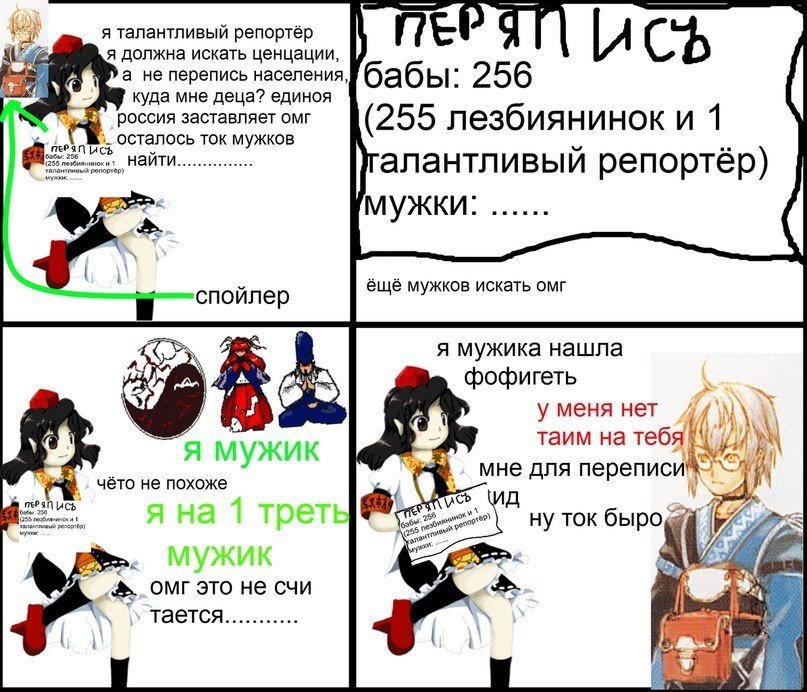 я талантливый репортёр
я должна искать ценцации,
а не перепись населения,
куда мне деца? единоя
россия заставляет омг
осталось ток мужков
найти...............
ПЕРЯПИСЪ
бабы: 256
(255 лезбиянинок и 1
талантливый репортёр)
мужки: ......
спойлер
ПЕРЯПИСЪ
бабы: 256
(255 лезбиянинок и 1
талантливый репортёр)
мужки: ......
ёщё мужков искать омг
я мужик
чёто не похоже
я на 1 треть
мужик
ПЕРЯПИСЪ
бабы: 256
(255 лезбиянинок и 1
талантливый репортёр)
мужки: ......
омг это не счи
тается...........
я мужика нашла
фофигеть
у меня нет
таим на тебя
мне для переписи
ид
ну ток быро
ПЕРЯПИСЪ
бабы: 256
(255 лезбиянинок и 1
талантливый репортёр)
мужки: ......